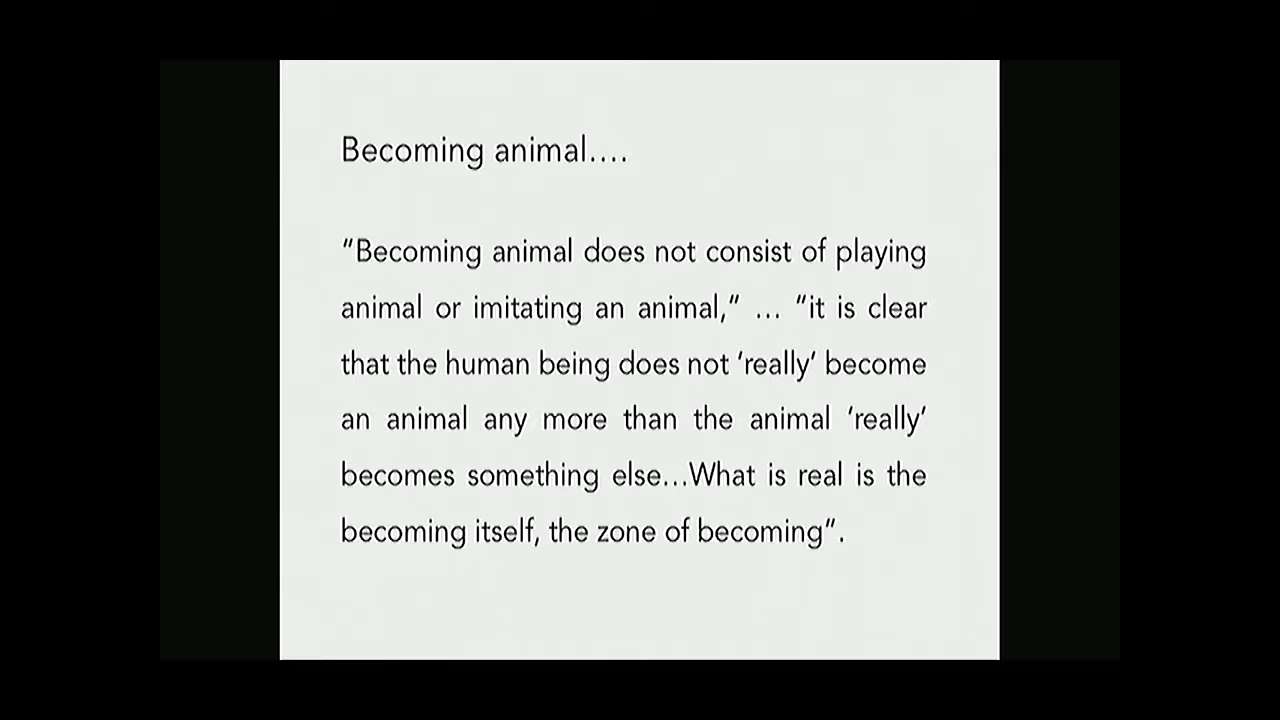 Becoming animal....
“Becoming animal does not consist of playing
animal or imitating an animal,” ... “it is clear
that the human being does not ‘really’ become
an animal any more than the animal ‘really’
becomes something else...What is real is the
becoming itself, the zone of becoming”.